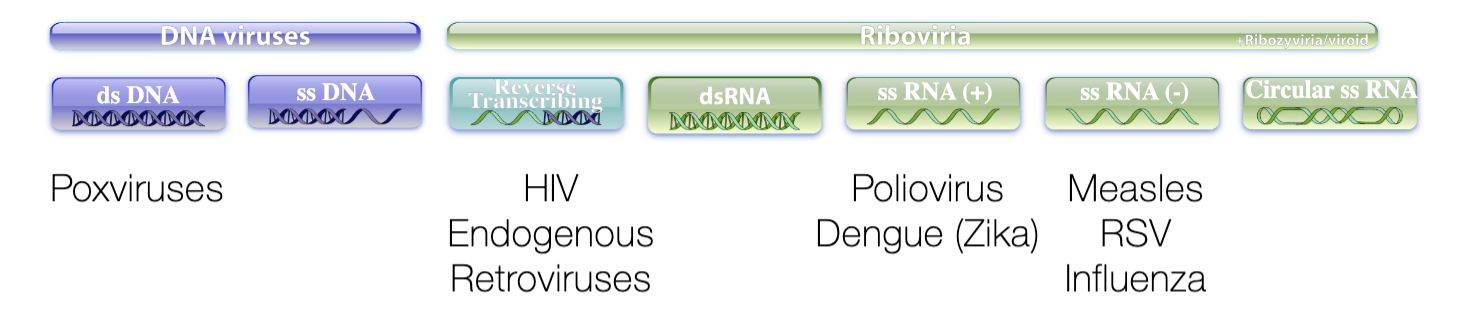 DNA viruses
Riboviria
+Ribozyviria/viroid
ds DNA
ss DNA
Reverse
Transcribing
dsRNA
ss RNA (+)
ss RNA (-)
Circular ss RNA
Poxviruses
HIV
Endogenous
Retroviruses
Poliovirus
Dengue (Zika)
Measles
RSV
Influenza